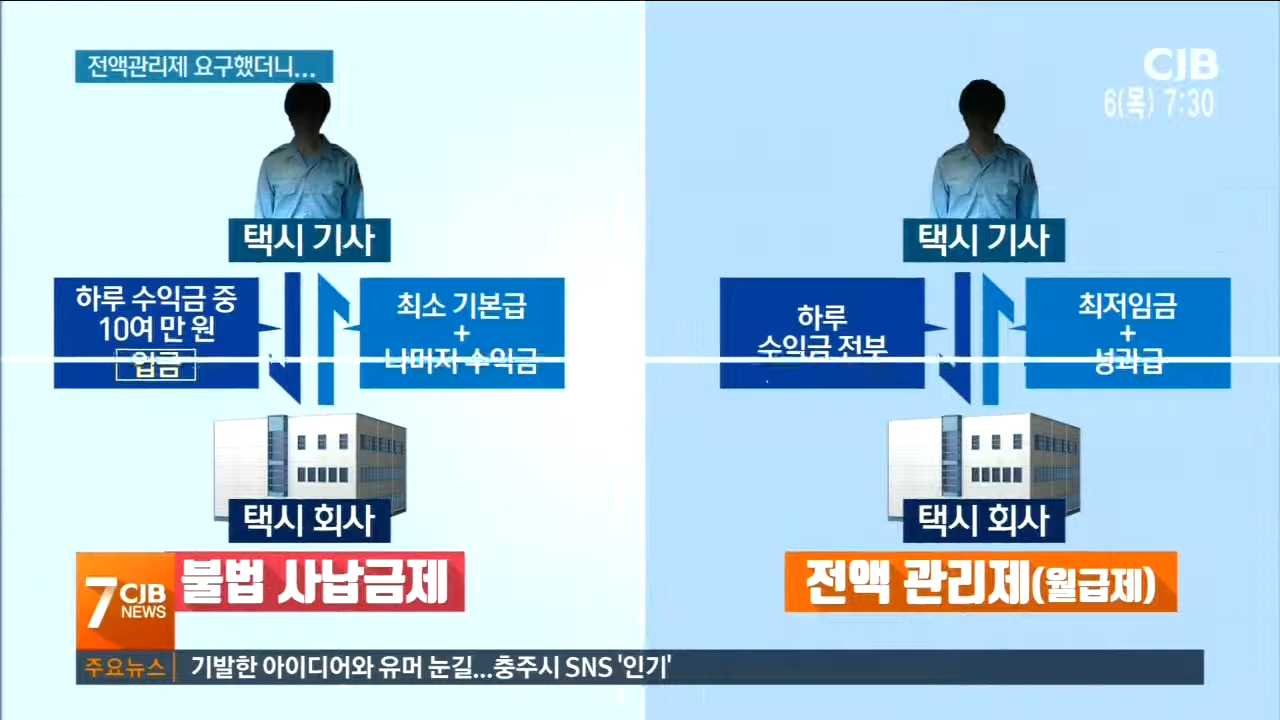 전액관리제 요구했더니...
CJB
6(목) 7:30
택시 기사
하루 수익금 중
10여 만 원
입금
최소 기본급
+
나머지 수익금
택시 회사
불법 사납금제
택시 기사
하루
수익금 전부
최저임금
+
성과급
택시 회사
전액 관리제(월급제)
7 CJB
NEWS
주요뉴스 기발한 아이디어와 유머 눈길...충주시 SNS '인기'